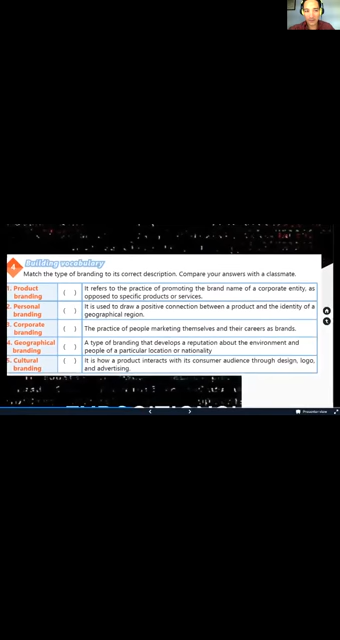 4 Building vocabulary
Match the type of branding to its correct description. Compare your answers with a classmate.
1. Product branding ( ) It refers to the practice of promoting the brand name of a corporate entity, as
opposed to specific products or services.
2. Personal branding ( ) It is used to draw a positive connection between a product and the identity of a
geographical region.
3. Corporate branding ( ) The practice of people marketing themselves and their careers as brands.
4. Geographical branding ( ) A type of branding that develops a reputation about the environment and
people of a particular location or nationality
5. Cultural branding ( ) It is how a product interacts with its consumer audience through design, logo,
and advertising.
Presenter view